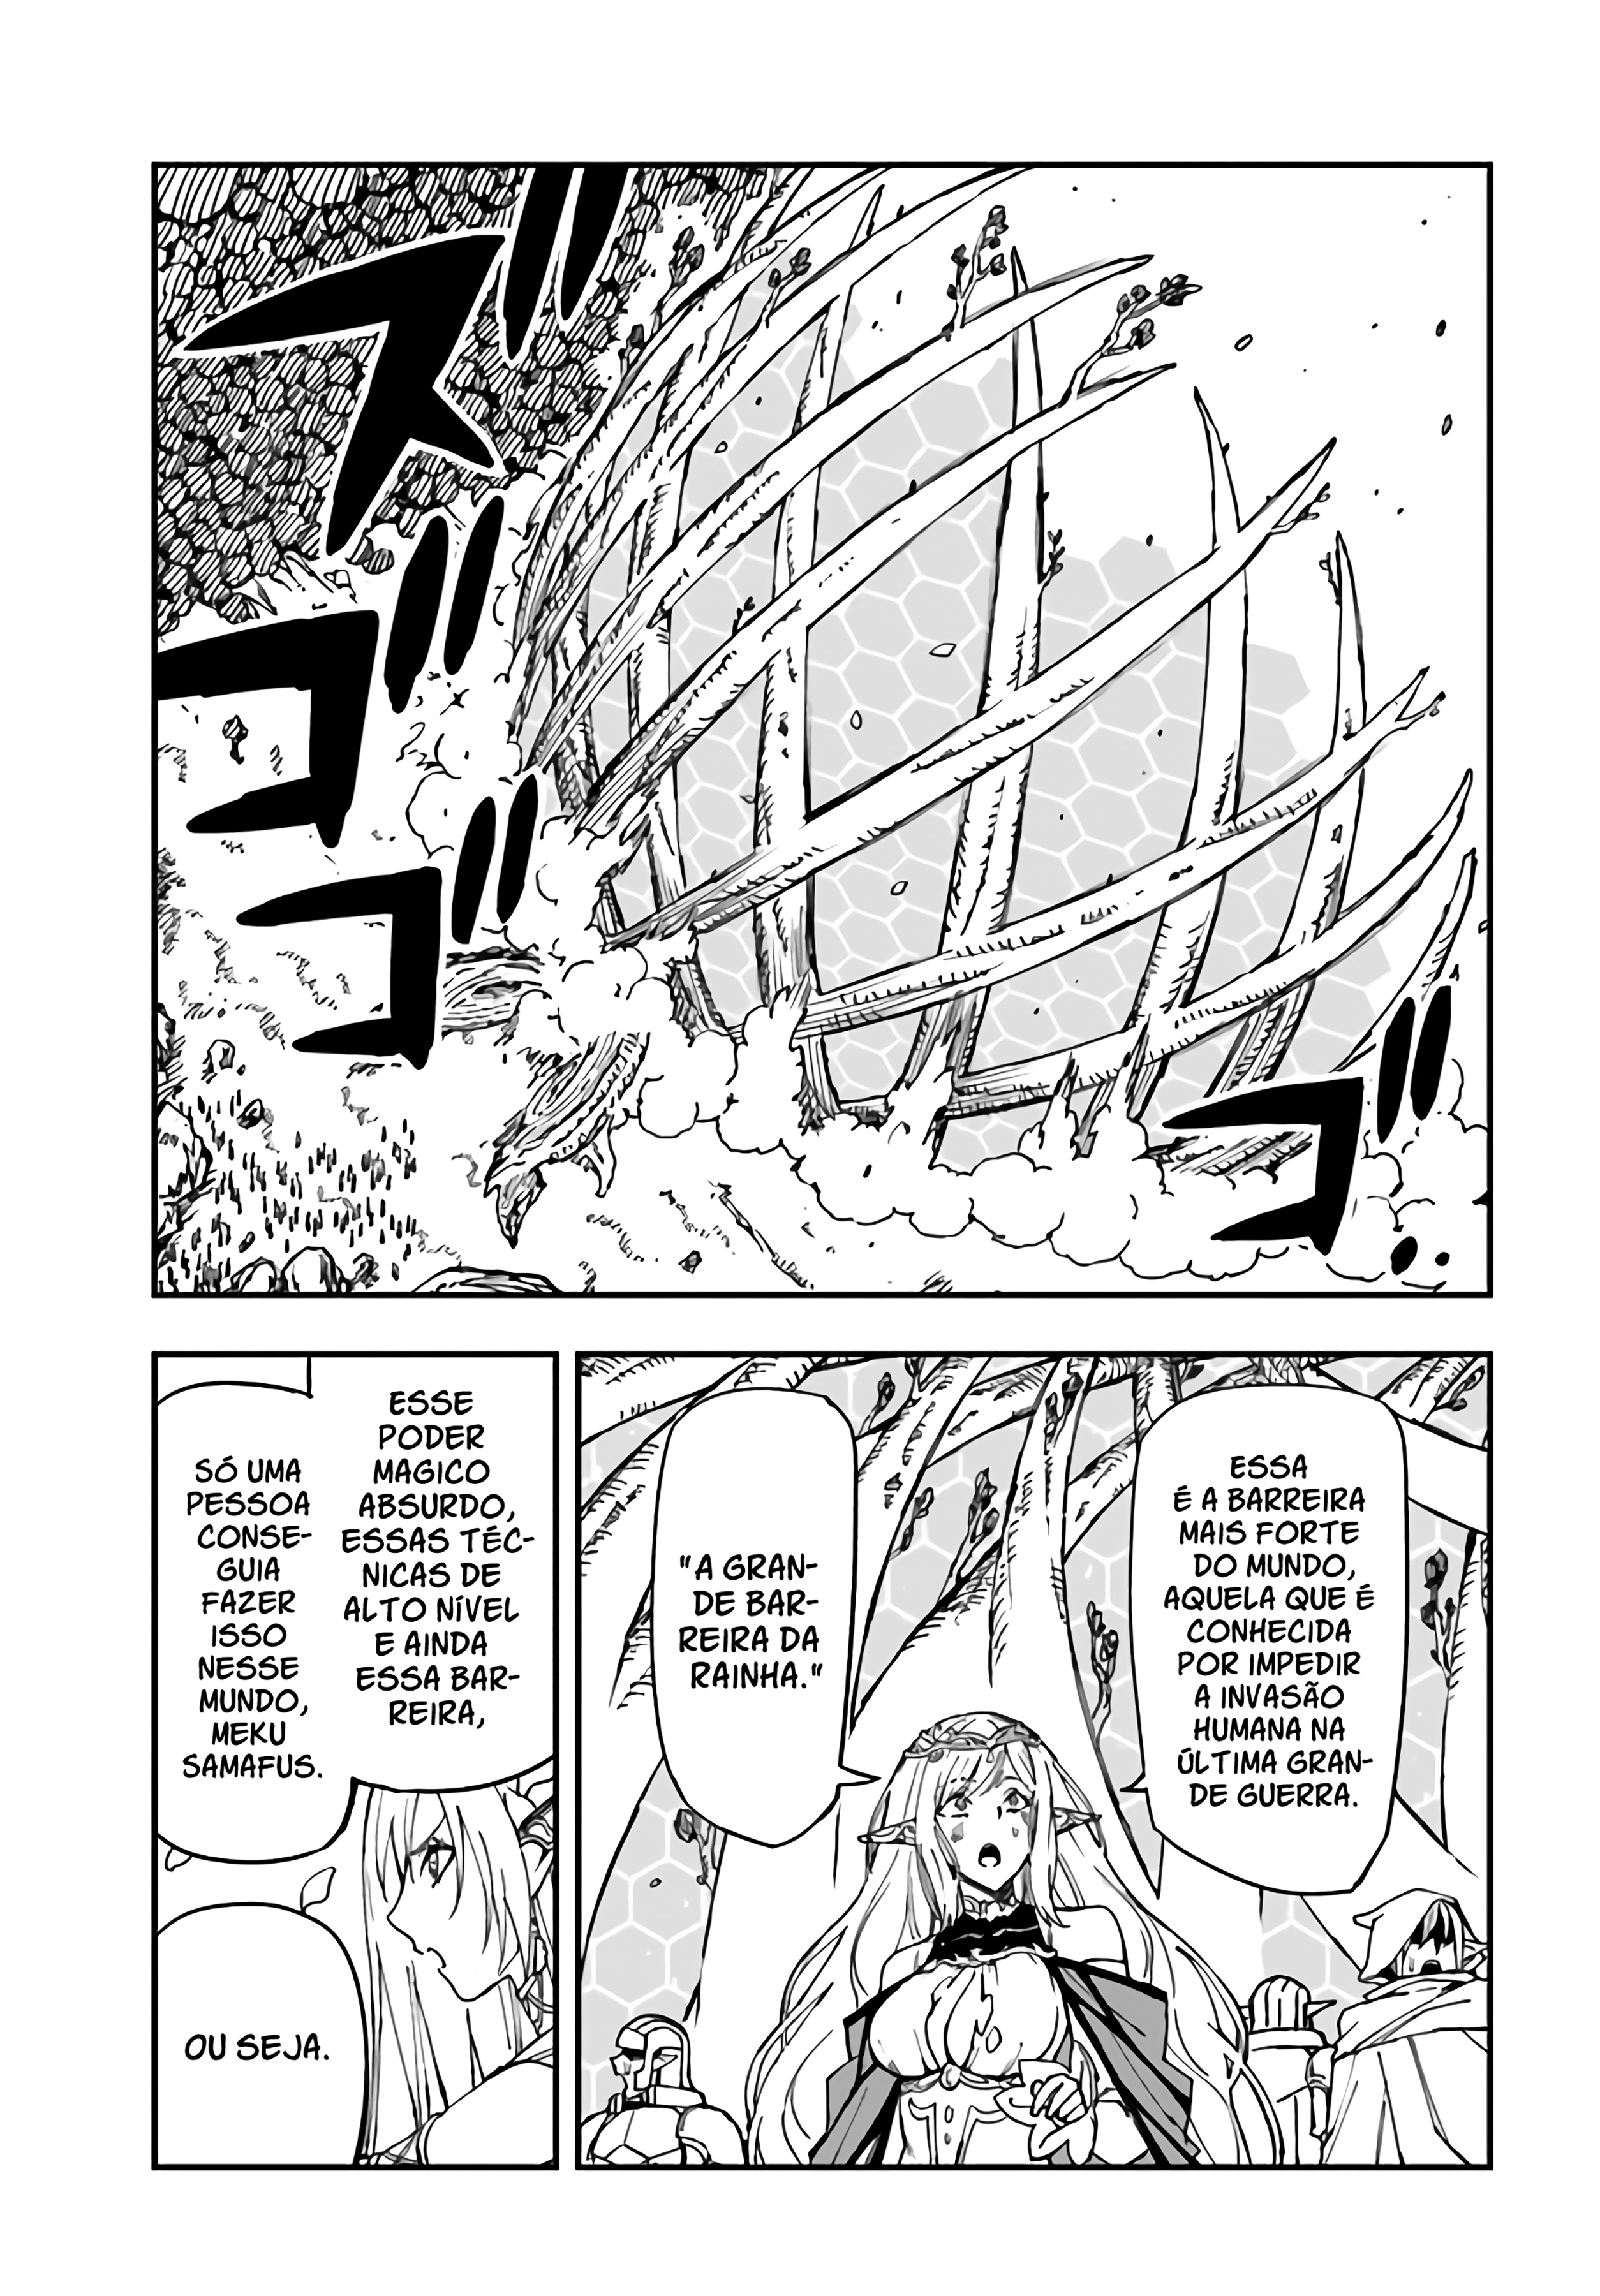 ズ
ゴ
ゴ
ゴ
ESSA
É A BARREIRA
MAIS FORTE
DO MUNDO,
AQUELA QUE É
CONHECIDA
POR IMPEDIR
A INVASÃO
HUMANA NA
ÚLTIMA GRAN-
DE GUERRA.
"A GRAN-
DE BAR-
REIRA DA
RAINHA."
ESSE
PODER
MAGICO
ABSURDO,
ESSAS TÉC-
NICAS DE
ALTO NÍVEL
E AINDA
ESSA BAR-
REIRA,
SÓ UMA
PESSOA
CONSE-
GUIA
FAZER
ISSO
NESSE
MUNDO,
MEKU
SAMAFUS.
OU SEJA.